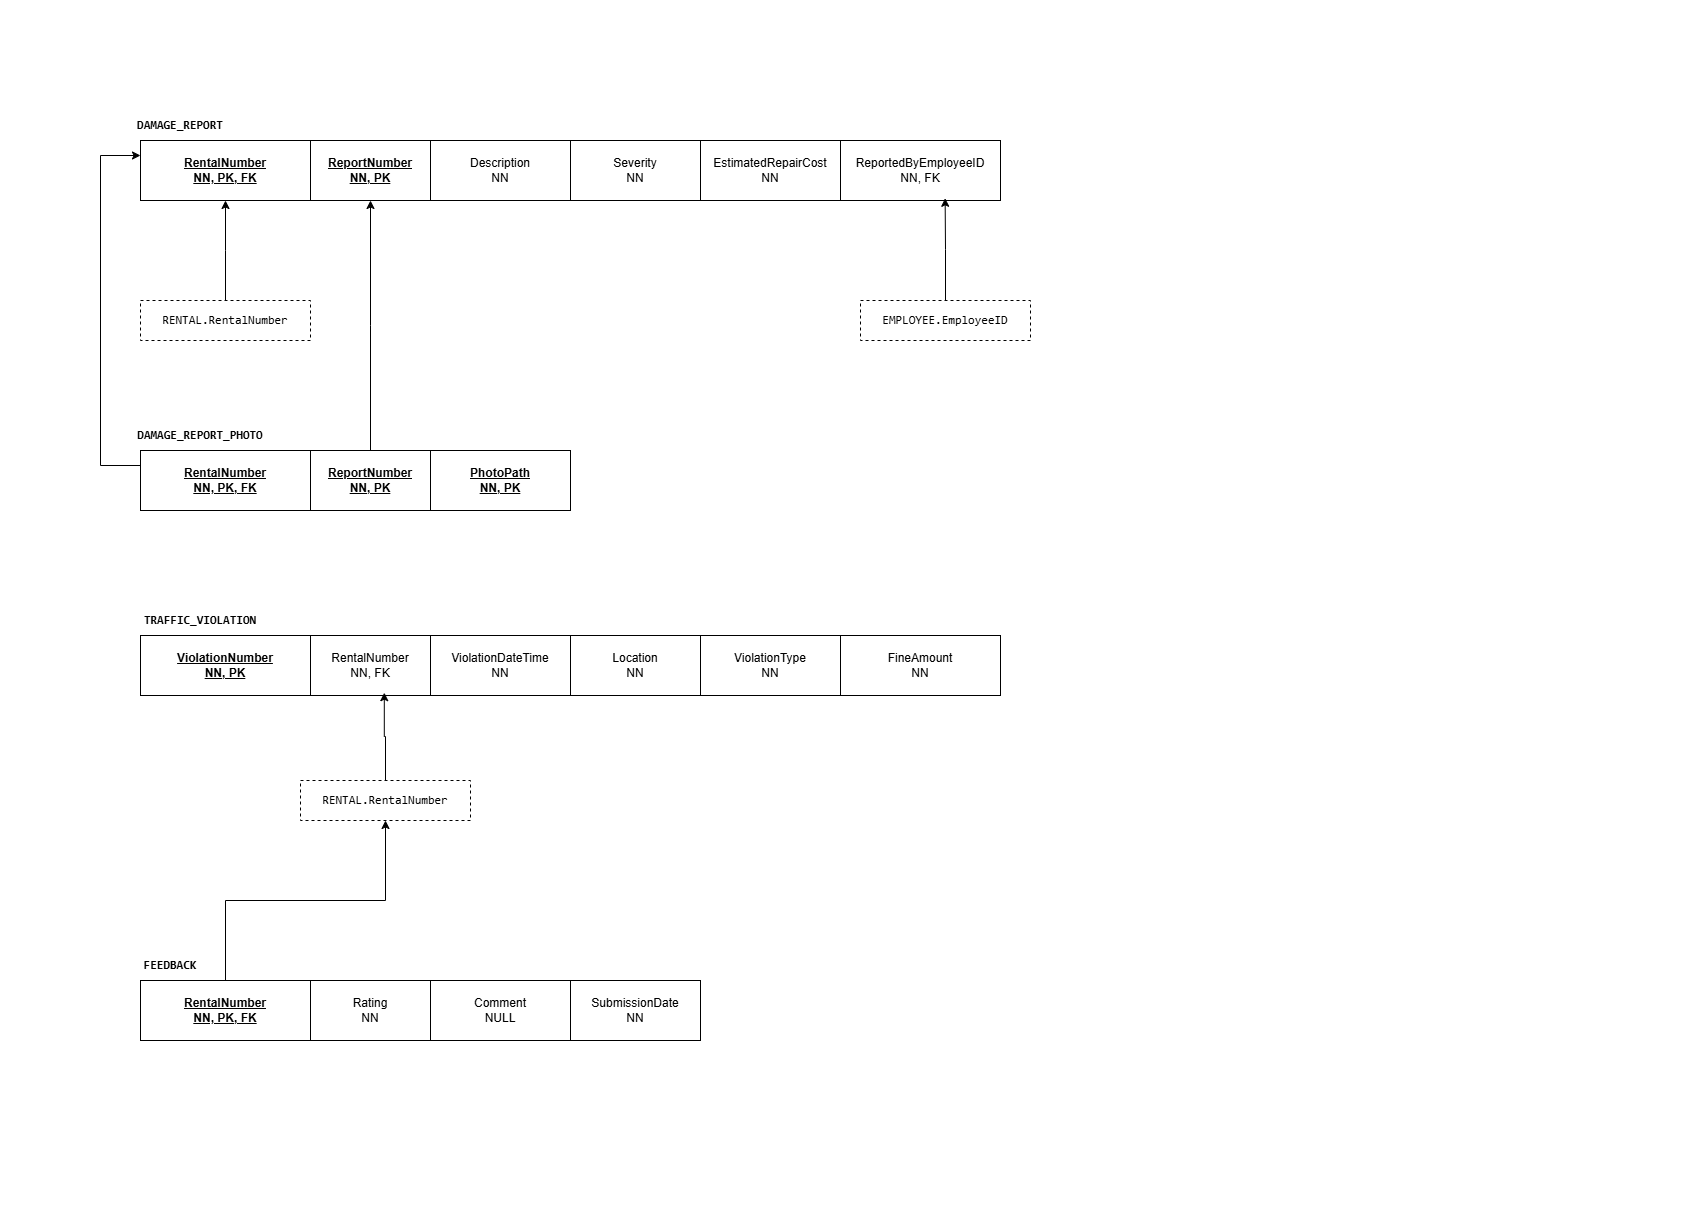 DAMAGE_REPORT
RentalNumber
NN, PK, FK
ReportNumber
NN, PK
Description
NN
Severity
NN
EstimatedRepairCost
NN
ReportedByEmployeeID
NN, FK
RENTAL.RentalNumber
EMPLOYEE.EmployeeID
DAMAGE_REPORT_PHOTO
RentalNumber
NN, PK, FK
ReportNumber
NN, PK
PhotoPath
NN, PK
TRAFFIC_VIOLATION
ViolationNumber
NN, PK
RentalNumber
NN, FK
ViolationDateTime
NN
Location
NN
ViolationType
NN
FineAmount
NN
RENTAL.RentalNumber
FEEDBACK
RentalNumber
NN, PK, FK
Rating
NN
Comment
NULL
SubmissionDate
NN